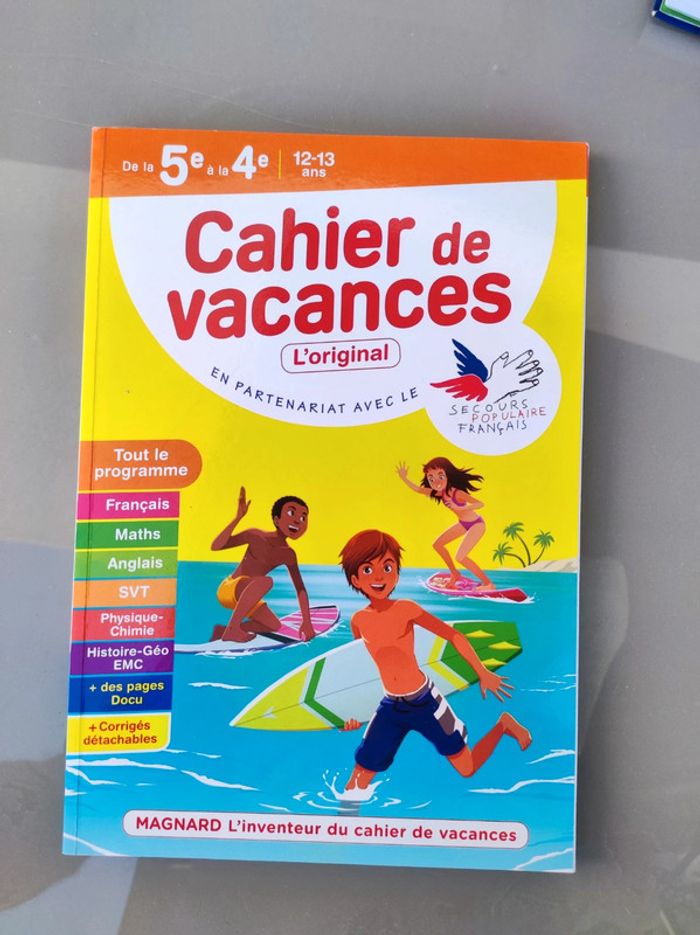 De la 5e à la 4e | 12-13 ans
Cahier de
vacances
L'original
EN PARTENARIAT AVEC LE
SECOURS
POPULAIRE
FRANÇAIS
Tout le
programme
Français
Maths
Anglais
SVT
Physique-
Chimie
Histoire-Géo
EMC
+ des pages
Docu
+ Corrigés
détachables
MAGNARD L'inventeur du cahier de vacances